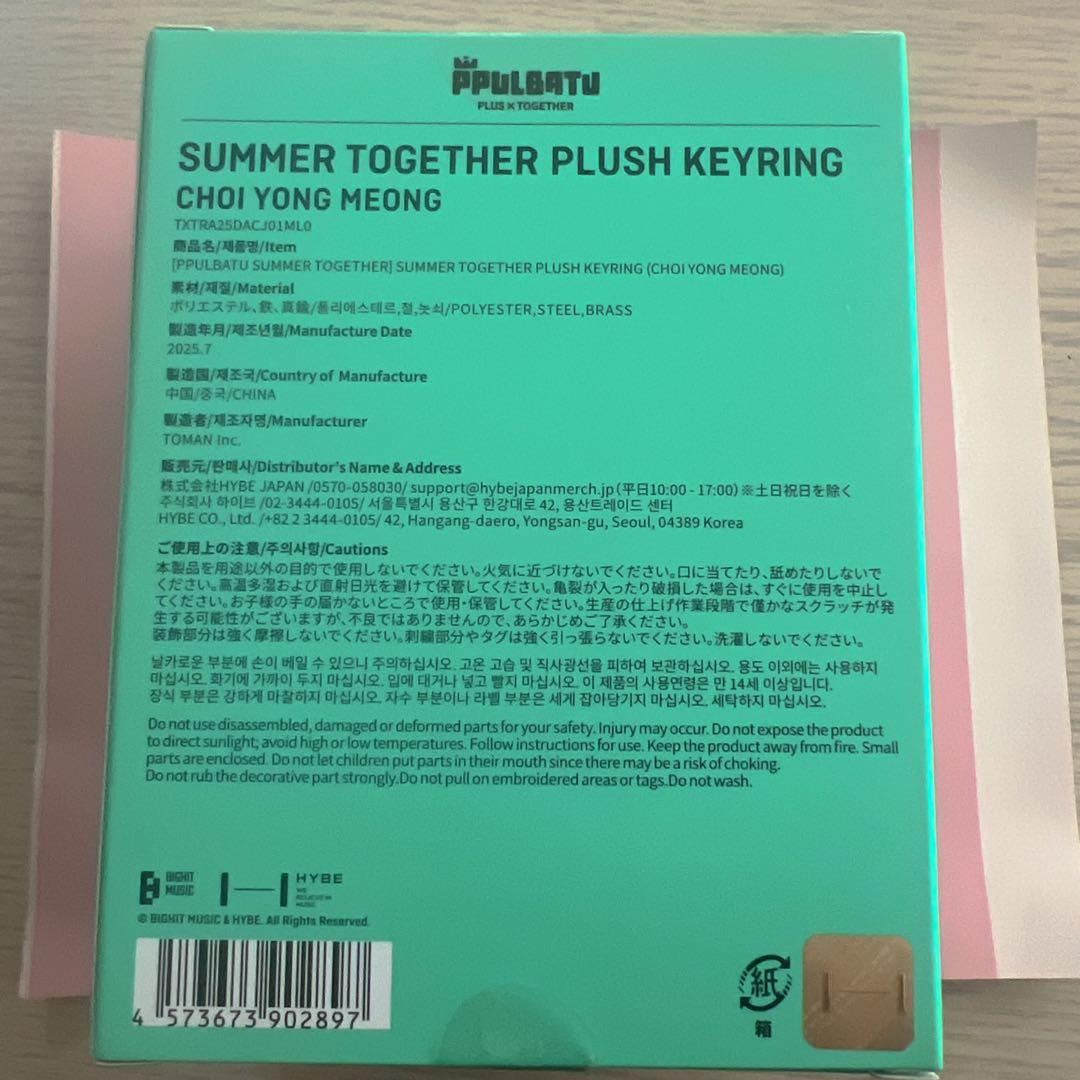 PPULBATU
PLUS × TOGETHER
SUMMER TOGETHER PLUSH KEYRING
CHOI YONG MEONG
TXTRA25DACJ01ML0
商品名/제품명/Item
[PPULBATU SUMMER TOGETHER] SUMMER TOGETHER PLUSH KEYRING (CHOI YONG MEONG)
素材/재질/Material
ポリエステル、鉄、真鍮/폴리에스테르,철,놋쇠/POLYESTER,STEEL,BRASS
製造年月/제조년월/Manufacture Date
2025.7
製造国/제조국/Country of Manufacture
中国/중국/CHINA
製造者/제조자명/Manufacturer
TOMAN Inc.
販売元/판매사/Distributor's Name & Address
株式会社HYBE JAPAN /0570-058030/ support@hybejapanmerch.jp (平日10:00 - 17:00) ※土日祝日を除く
주식회사 하이브 /02-3444-0105/ 서울특별시 용산구 한강대로 42, 용산트레이드 센터
HYBE CO., Ltd. /+82 2 3444-0105/ 42, Hangang-daero, Yongsan-gu, Seoul, 04389 Korea
ご使用上の注意/주의사항/Cautions
本製品を用途以外の目的で使用しないでください。火気に近づけないでください。口に当てたり、舐めたりしないで
ください。高温多湿および直射日光を避けて保管してください。亀裂が入ったり破損した場合は、すぐに使用を中止し
てください。お子様の手の届かないところで使用・保管してください。生産の仕上げ作業段階で僅かなスクラッチが発
生する可能性がございますが、不良ではありませんので、あらかじめご了承ください。
装飾部分は強く摩擦しないでください。刺繍部分やタグは強く引っ張らないでください。洗濯しないでください。
날카로운 부분에 손이 베일 수 있으니 주의하십시오. 고온 고습 및 직사광선을 피하여 보관하십시오. 용도 이외에는 사용하지
마십시오. 화기에 가까이 두지 마십시오. 입에 대거나 넣고 빨지 마십시오. 이 제품의 사용연령은 만 14세 이상입니다.
장식 부분은 강하게 마찰하지 마십시오. 자수 부분이나 라벨 부분은 세게 잡아당기지 마십시오. 세탁하지 마십시오.
Do not use disassembled, damaged or deformed parts for your safety. Injury may occur. Do not expose the product
to direct sunlight; avoid high or low temperatures. Follow instructions for use. Keep the product away from fire. Small
parts are enclosed. Do not let children put parts in their mouth since there may be a risk of choking.
Do not rub the decorative part strongly.Do not pull on embroidered areas or tags.Do not wash.
BIGHIT
MUSIC
HYBE
WE
BELIEVE IN
MUSIC
© BIGHIT MUSIC & HYBE. All Rights Reserved.
4 573673 902897
紙
箱